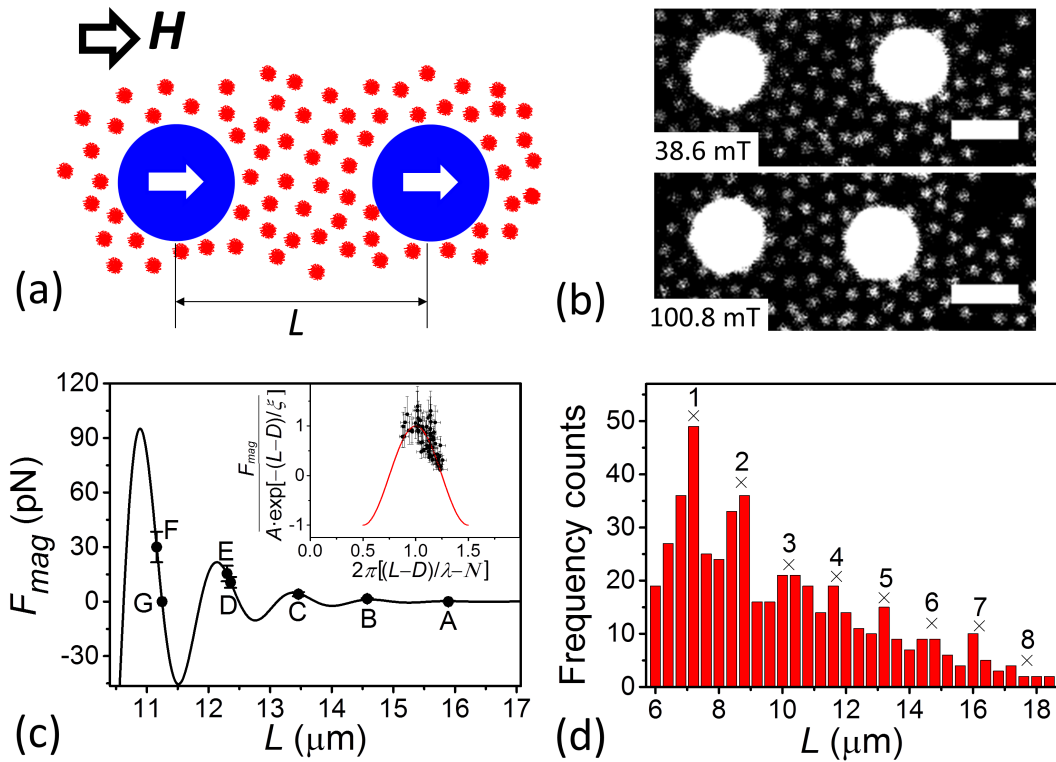 H
L
(a)
38.6 mT
100.8 mT
(b)
F_mag (pN)
120
90
60
30
0
-30
11 12 13 14 15 16 17
L (μm)
F
G
E
D
C
B
A
F_mag
A·exp[−(L−D)/ξ]
1
0
-1
0.0 0.5 1.0 1.5
2π[(L−D)/λ−N]
(c)
Frequency counts
50
40
30
20
10
0
6 8 10 12 14 16 18
L (μm)
1
2
3
4
5
6
7
8
(d)